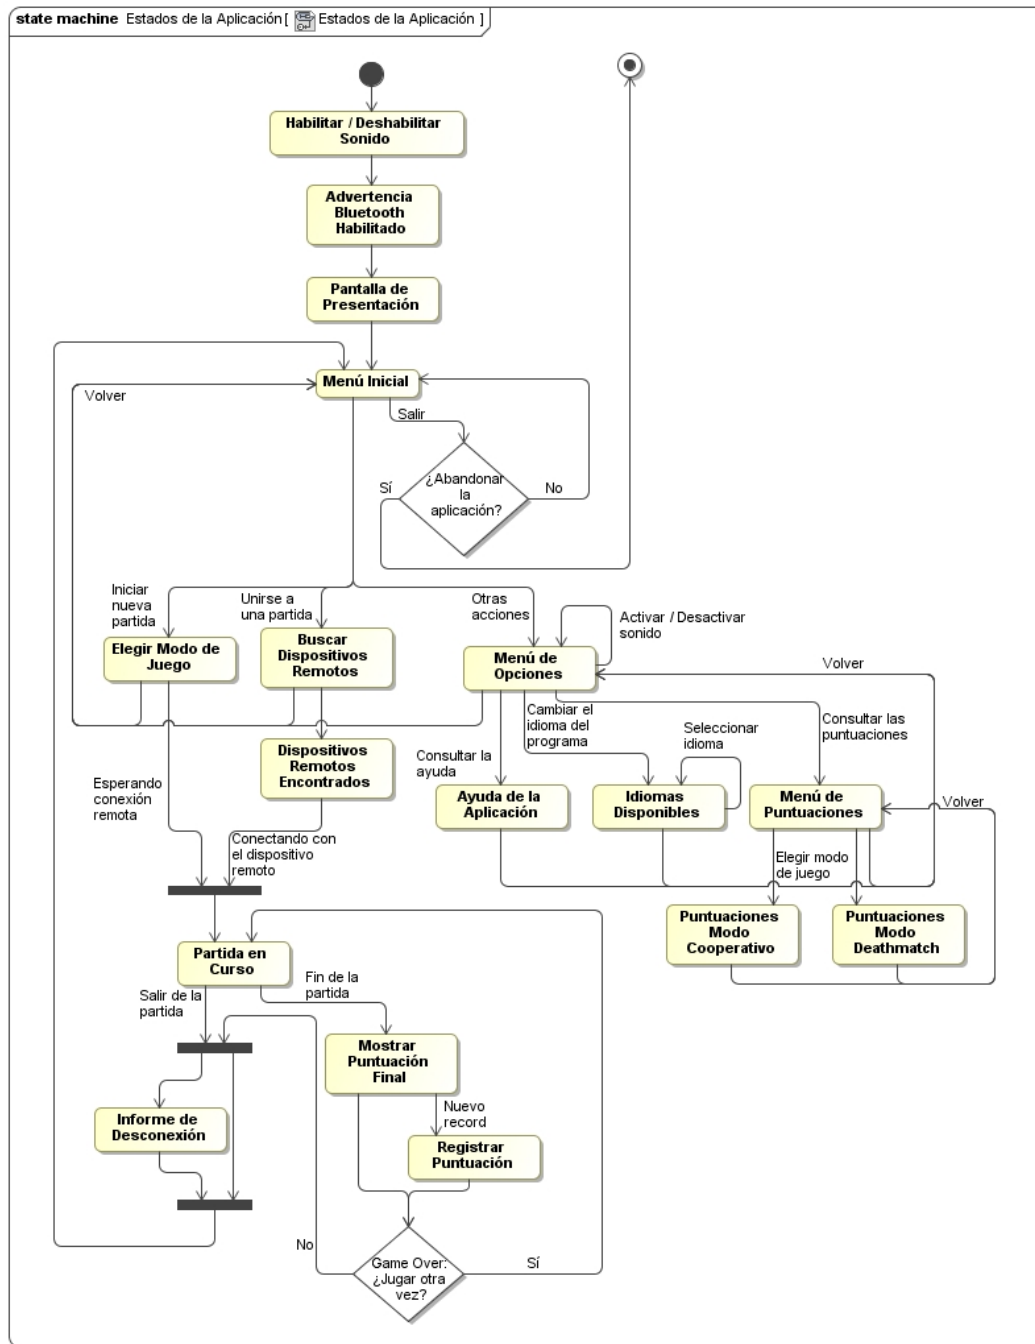 state machine Estados de la Aplicación [ Estados de la Aplicación ]
Habilitar / Deshabilitar
Sonido
Advertencia
Bluetooth
Habilitado
Pantalla de
Presentación
Menú Inicial
Volver
Salir
¿Abandonar
la
aplicación?
Sí
No
Iniciar
nueva
partida
Unirse a
una partida
Otras
acciones
Activar / Desactivar
sonido
Elegir Modo de
Juego
Buscar
Dispositivos
Remotos
Menú de
Opciones
Volver
Cambiar el
idioma del
programa
Seleccionar
idioma
Consultar las
puntuaciones
Dispositivos
Remotos
Encontrados
Consultar la
ayuda
Esperando
conexión
remota
Ayuda de la
Aplicación
Idiomas
Disponibles
Menú de
Puntuaciones
Volver
Conectando con
el dispositivo
remoto
Elegir modo
de juego
Puntuaciones
Modo
Cooperativo
Puntuaciones
Modo
Deathmatch
Partida en
Curso
Salir de la
partida
Fin de la
partida
Mostrar
Puntuación
Final
Nuevo
record
Informe de
Desconexión
Registrar
Puntuación
No
Game Over:
¿Jugar otra
vez?
Sí